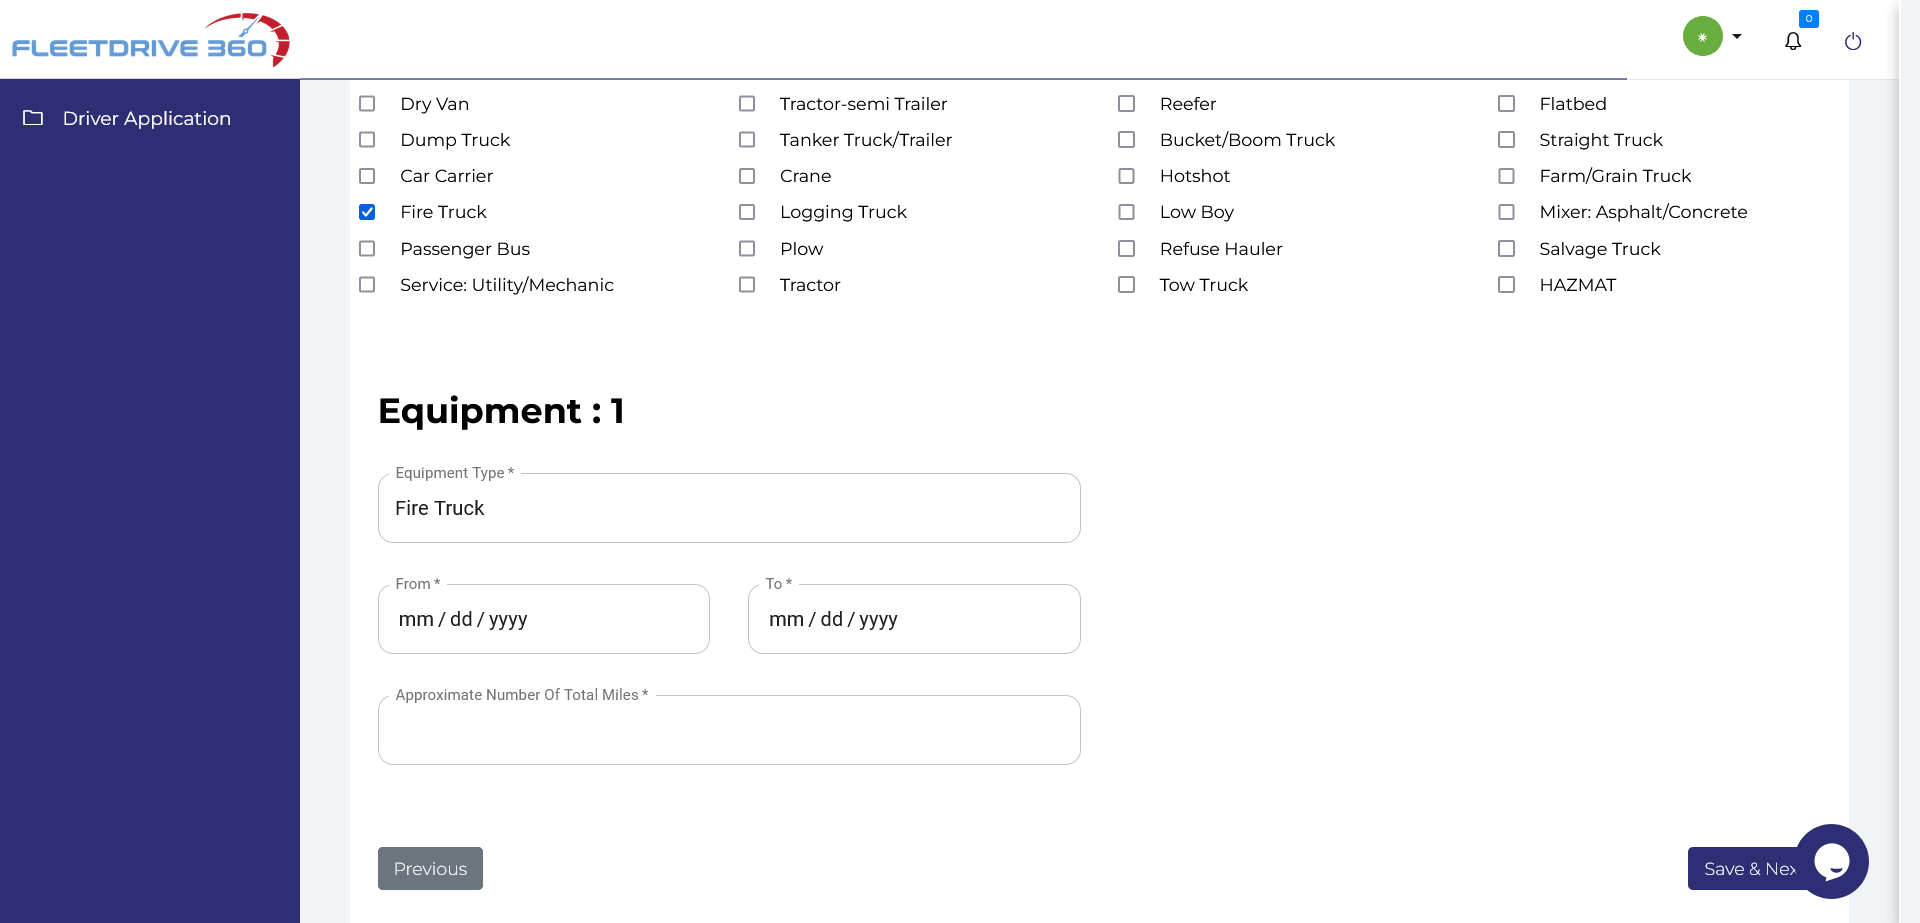 FLEETDRIVE 360
0
Driver Application
Dry Van Tractor-semi Trailer Reefer Flatbed
Dump Truck Tanker Truck/Trailer Bucket/Boom Truck Straight Truck
Car Carrier Crane Hotshot Farm/Grain Truck
Fire Truck Logging Truck Low Boy Mixer: Asphalt/Concrete
Passenger Bus Plow Refuse Hauler Salvage Truck
Service: Utility/Mechanic Tractor Tow Truck HAZMAT
Equipment : 1
Equipment Type *
Fire Truck
From * To *
mm / dd / yyyy mm / dd / yyyy
Approximate Number Of Total Miles *
Previous Save & Nex